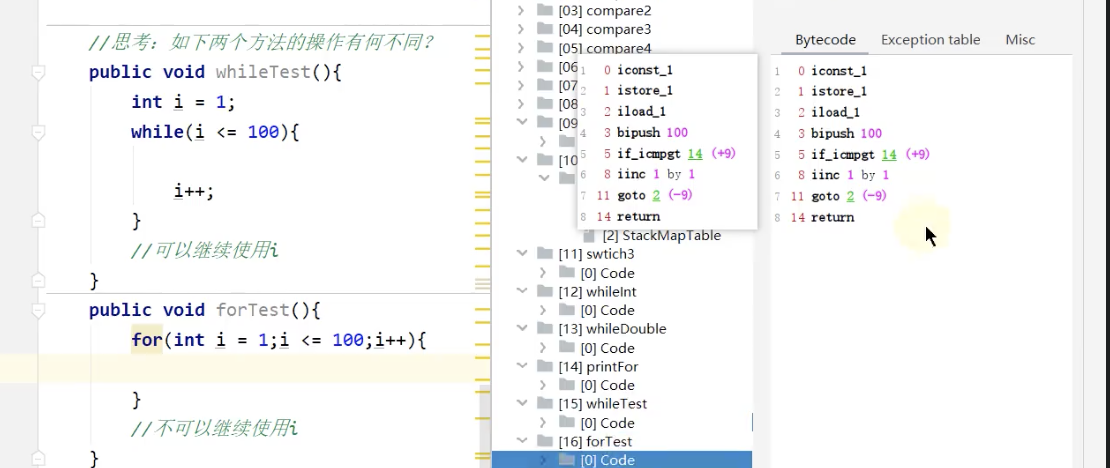 //思考：如下两个方法的操作有何不同？
public void whileTest(){
int i = 1;
while(i <= 100){
i++;
}
//可以继续使用i
}
public void forTest(){
for(int i = 1;i <= 100;i++){
}
//不可以继续使用i
}
[03] compare2
[04] compare3
[05] compare4
[06
[07
[08
[09
[10
[2] StackMapTable
[11] swtich3
[0] Code
[12] whileInt
[0] Code
[13] whileDouble
[0] Code
[14] printFor
[0] Code
[15] whileTest
[0] Code
[16] forTest
[0] Code
1 0 iconst_1
2 1 istore_1
3 2 iload_1
4 3 bipush 100
5 5 if_icmpgt 14 (+9)
6 8 iinc 1 by 1
7 11 goto 2 (-9)
8 14 return
Bytecode Exception table Misc
1 0 iconst_1
2 1 istore_1
3 2 iload_1
4 3 bipush 100
5 5 if_icmpgt 14 (+9)
6 8 iinc 1 by 1
7 11 goto 2 (-9)
8 14 return